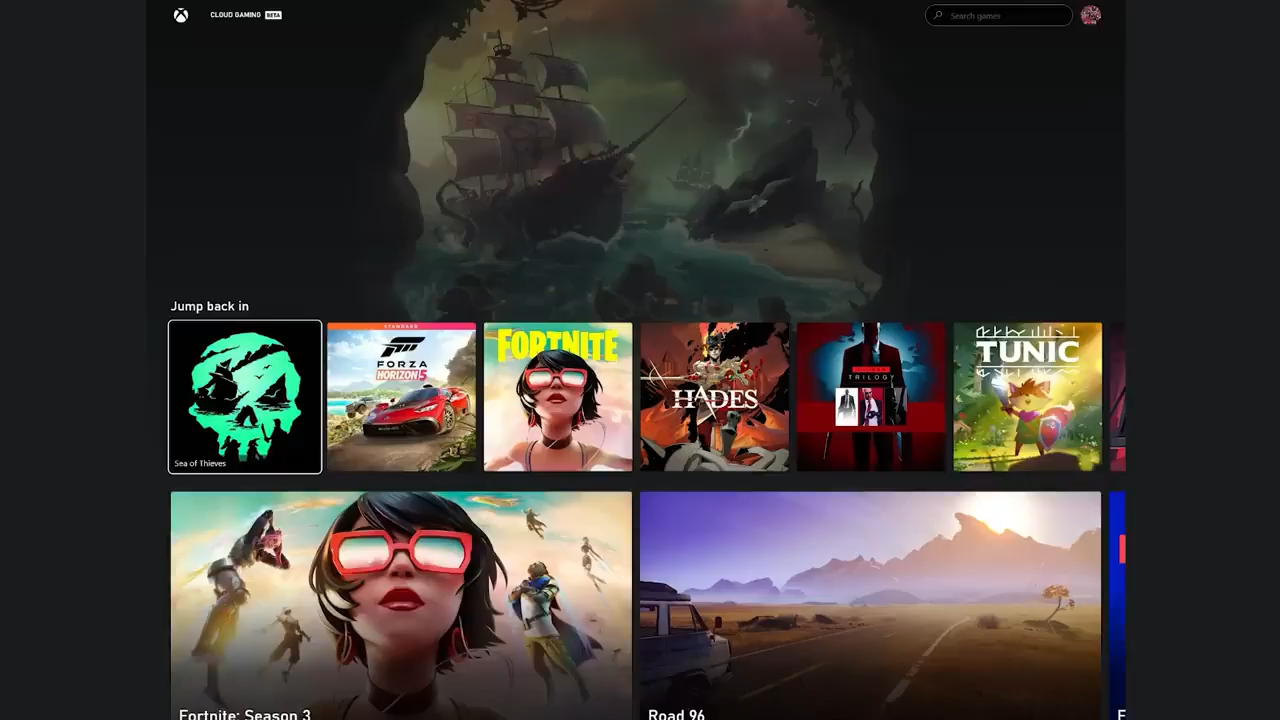 CLOUD GAMING BETA
Search games
Jump back in
STANDARD
FORZA
HORIZON 5
FORTNITE
HADES
TRILOGY
TUNIC
Sea of Thieves
Fortnite: Season 3
Road 96